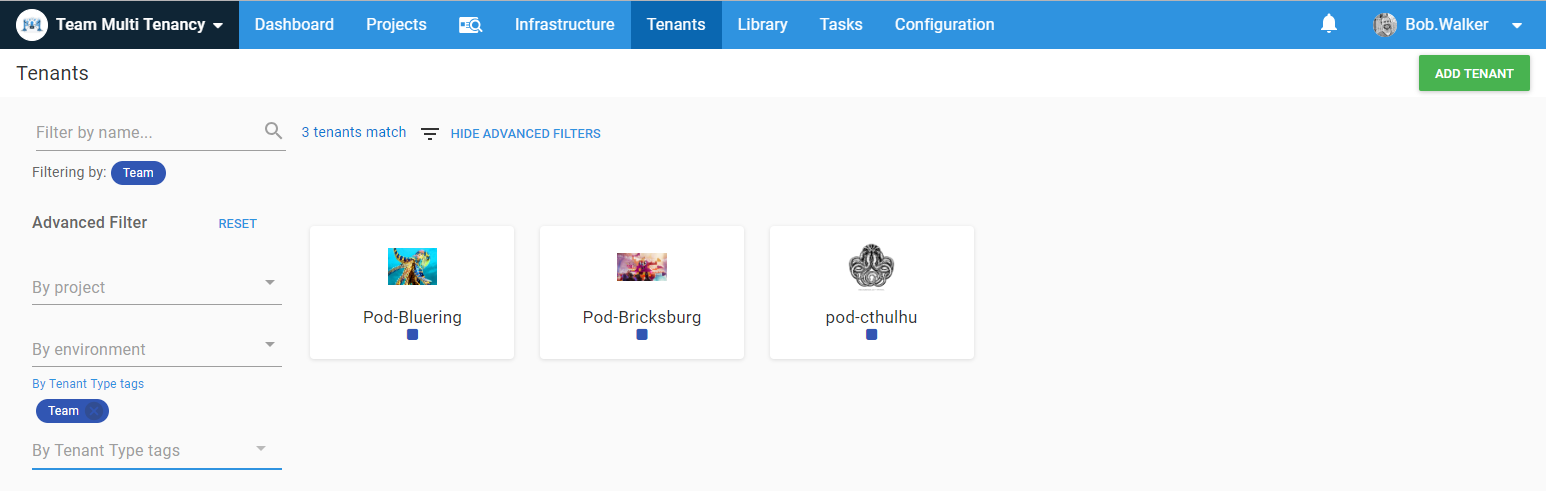 Team Multi Tenancy Dashboard Projects Infrastructure Tenants Library Tasks Configuration Bob.Walker
Tenants ADD TENANT
Filter by name... 3 tenants match HIDE ADVANCED FILTERS
Filtering by: Team
Advanced Filter RESET
By project
By environment
By Tenant Type tags
Team
By Tenant Type tags
Pod-Bluering Pod-Bricksburg pod-cthulhu